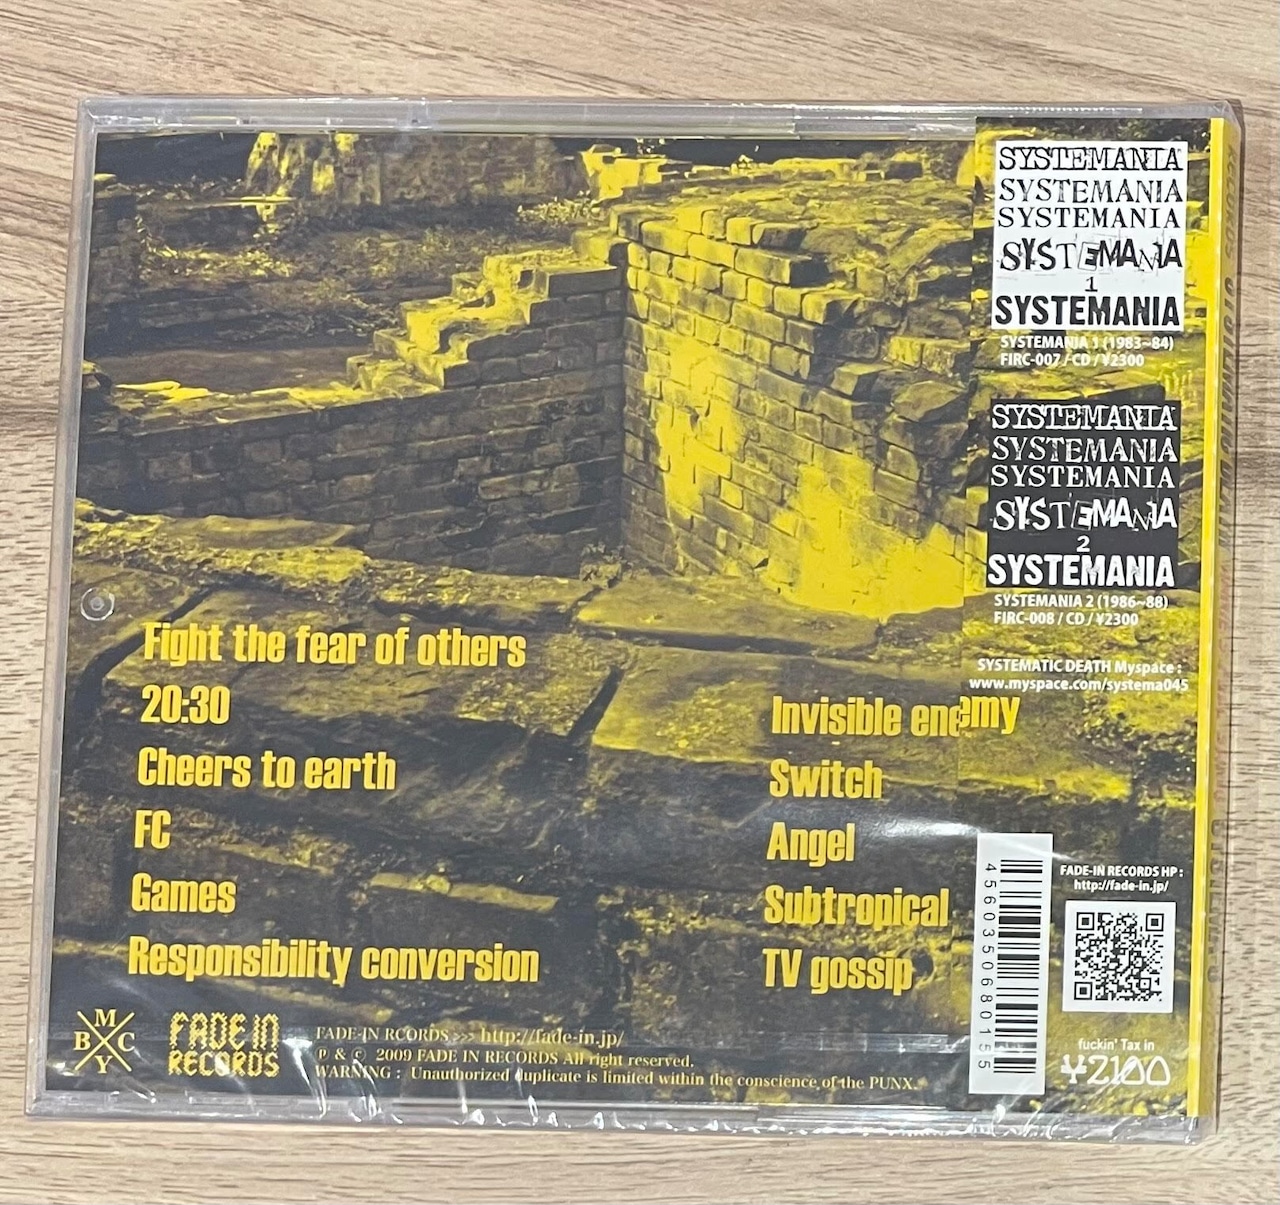 Fight the fear of others
20:30
Cheers to earth
FC
Games
Responsibility conversion
Invisible enemy
Switch
Angel
Subtropical
TV gossip
M
B C
Y
FADE IN
RECORDS
FADE-IN RCORDS >>> http://fade-in.jp/
℗ & © 2009 FADE IN RECORDS All right reserved.
WARNING : Unauthorized duplicate is limited within the conscience of the PUNX.
SYSTEMANIA
SYSTEMANIA
SYSTEMANIA
SYSTEMANIA
1
SYSTEMANIA
SYSTEMANIA 1 (1983~84)
FIRC-007 / CD / ¥2300
SYSTEMANIA
SYSTEMANIA
SYSTEMANIA
SYSTEMANIA
2
SYSTEMANIA
SYSTEMANIA 2 (1986~88)
FIRC-008 / CD / ¥2300
SYSTEMATIC DEATH Myspace :
www.myspace.com/systema045
4560350680155
FADE-IN RECORDS HP :
http://fade-in.jp/
fuckin' Tax in
¥2100